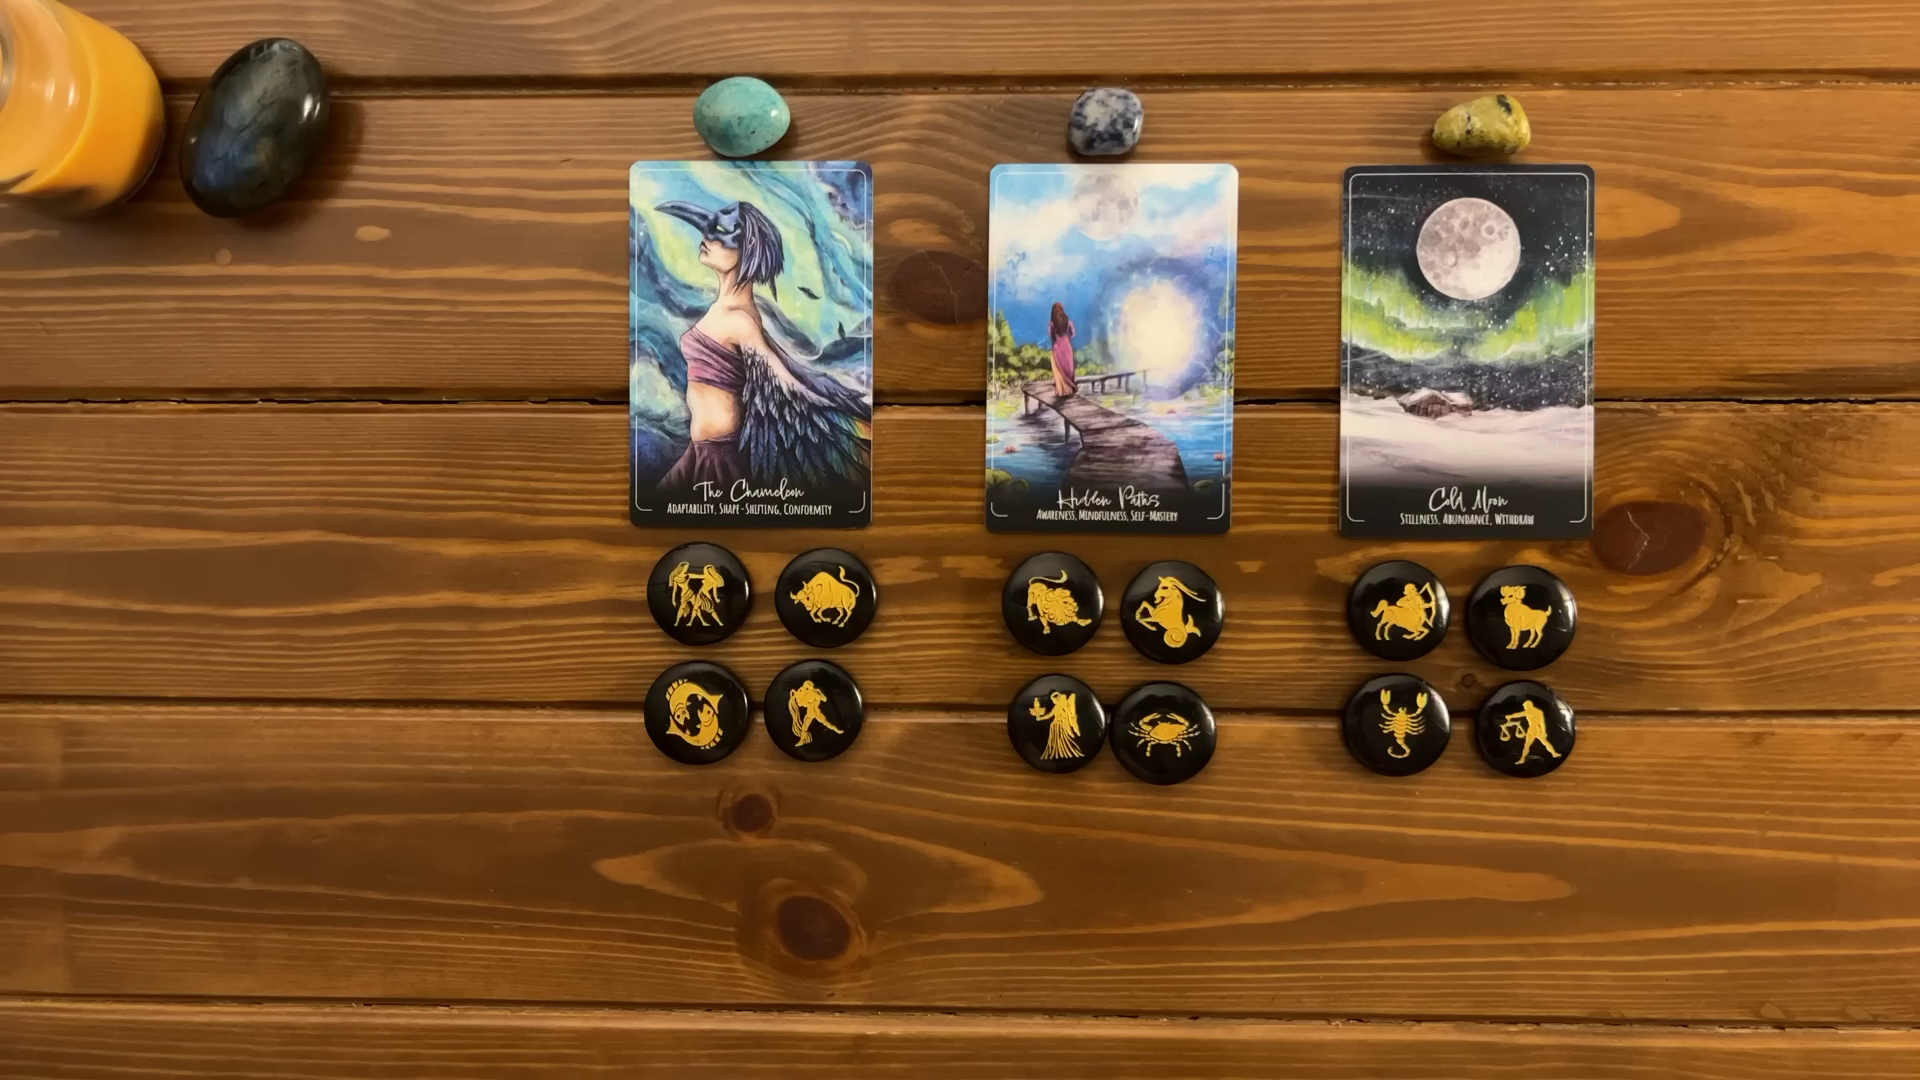 The Chameleon
Adaptability, Shape-Shifting, Conformity
Hidden Paths
Awareness, Mindfulness, Self-Mastery
Cold Moon
Stillness, Abundance, Withdraw